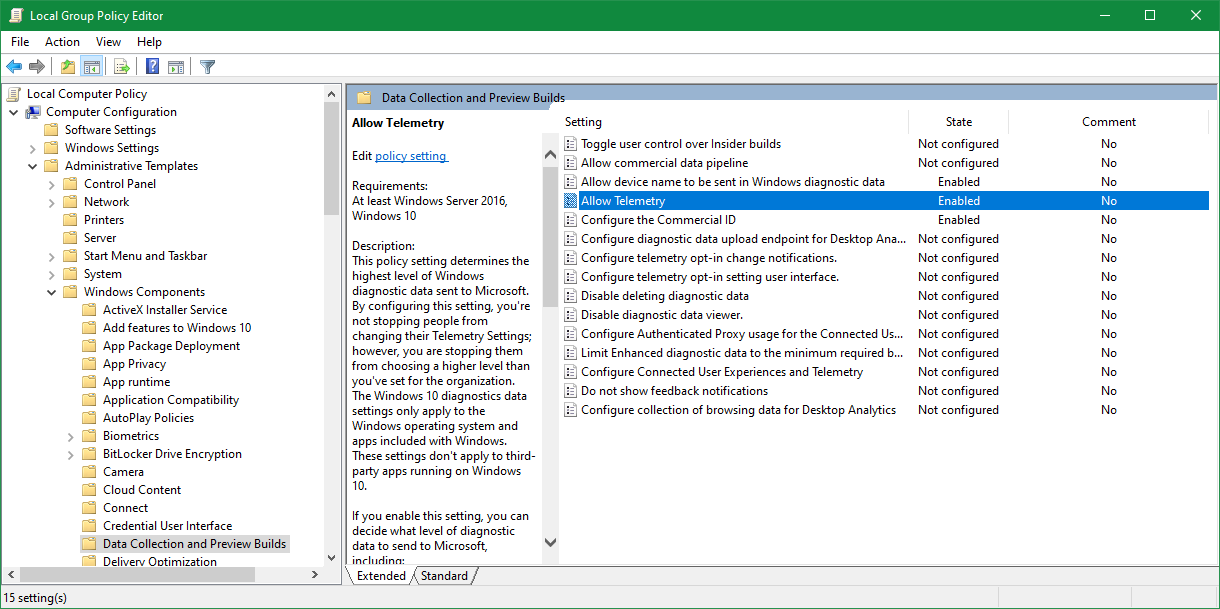 Local Group Policy Editor
File Action View Help
Local Computer Policy
Computer Configuration
Software Settings
Windows Settings
Administrative Templates
Control Panel
Network
Printers
Server
Start Menu and Taskbar
System
Windows Components
ActiveX Installer Service
Add features to Windows 10
App Package Deployment
App Privacy
App runtime
Application Compatibility
AutoPlay Policies
Biometrics
BitLocker Drive Encryption
Camera
Cloud Content
Connect
Credential User Interface
Data Collection and Preview Builds
Delivery Optimization
Data Collection and Preview Builds
Allow Telemetry
Edit policy setting
Requirements:
At least Windows Server 2016,
Windows 10
Description:
This policy setting determines the
highest level of Windows
diagnostic data sent to Microsoft.
By configuring this setting, you're
not stopping people from
changing their Telemetry Settings;
however, you are stopping them
from choosing a higher level than
you've set for the organization.
The Windows 10 diagnostics data
settings only apply to the
Windows operating system and
apps included with Windows.
These settings don't apply to third-
party apps running on Windows
10.
If you enable this setting, you can
decide what level of diagnostic
data to send to Microsoft,
including:
Setting State Comment
Toggle user control over Insider builds Not configured No
Allow commercial data pipeline Not configured No
Allow device name to be sent in Windows diagnostic data Enabled No
Allow Telemetry Enabled No
Configure the Commercial ID Enabled No
Configure diagnostic data upload endpoint for Desktop Ana... Not configured No
Configure telemetry opt-in change notifications. Not configured No
Configure telemetry opt-in setting user interface. Not configured No
Disable deleting diagnostic data Not configured No
Disable diagnostic data viewer. Not configured No
Configure Authenticated Proxy usage for the Connected Us... Not configured No
Limit Enhanced diagnostic data to the minimum required b... Not configured No
Configure Connected User Experiences and Telemetry Not configured No
Do not show feedback notifications Not configured No
Configure collection of browsing data for Desktop Analytics Not configured No
Extended Standard
15 setting(s)